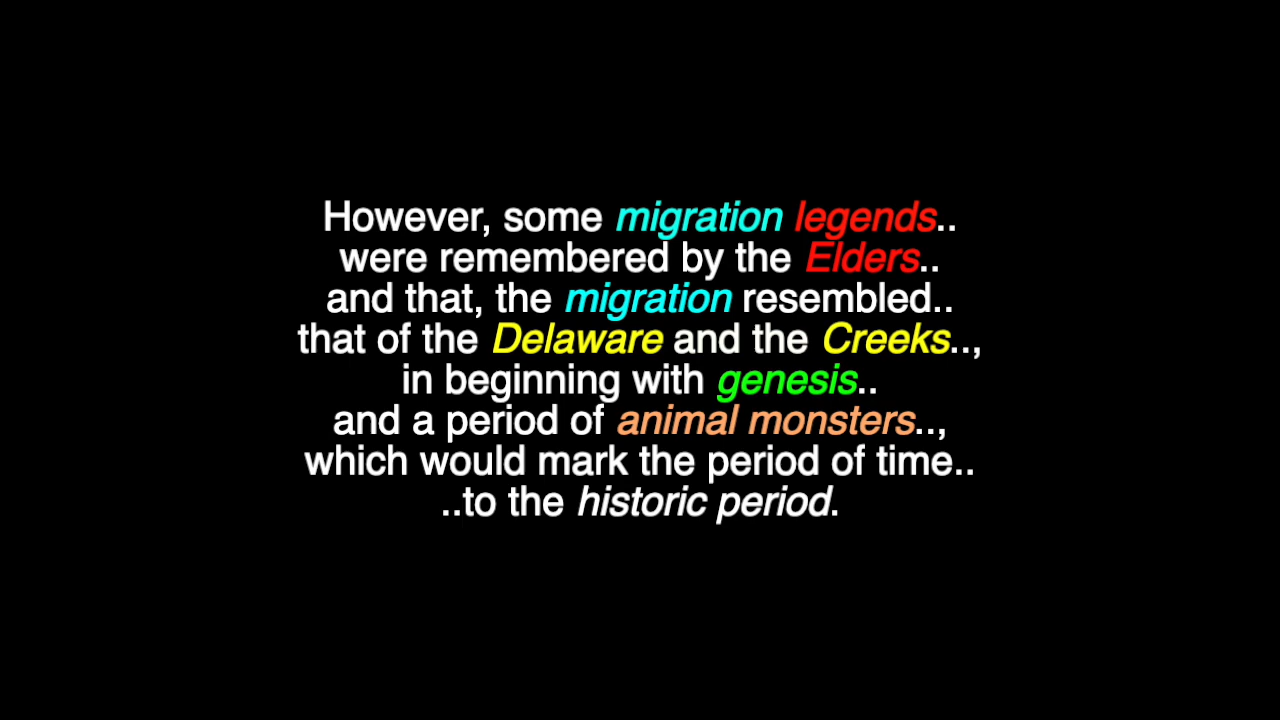 However, some migration legends..
were remembered by the Elders..
and that, the migration resembled..
that of the Delaware and the Creeks..,
in beginning with genesis..
and a period of animal monsters..,
which would mark the period of time..
..to the historic period.